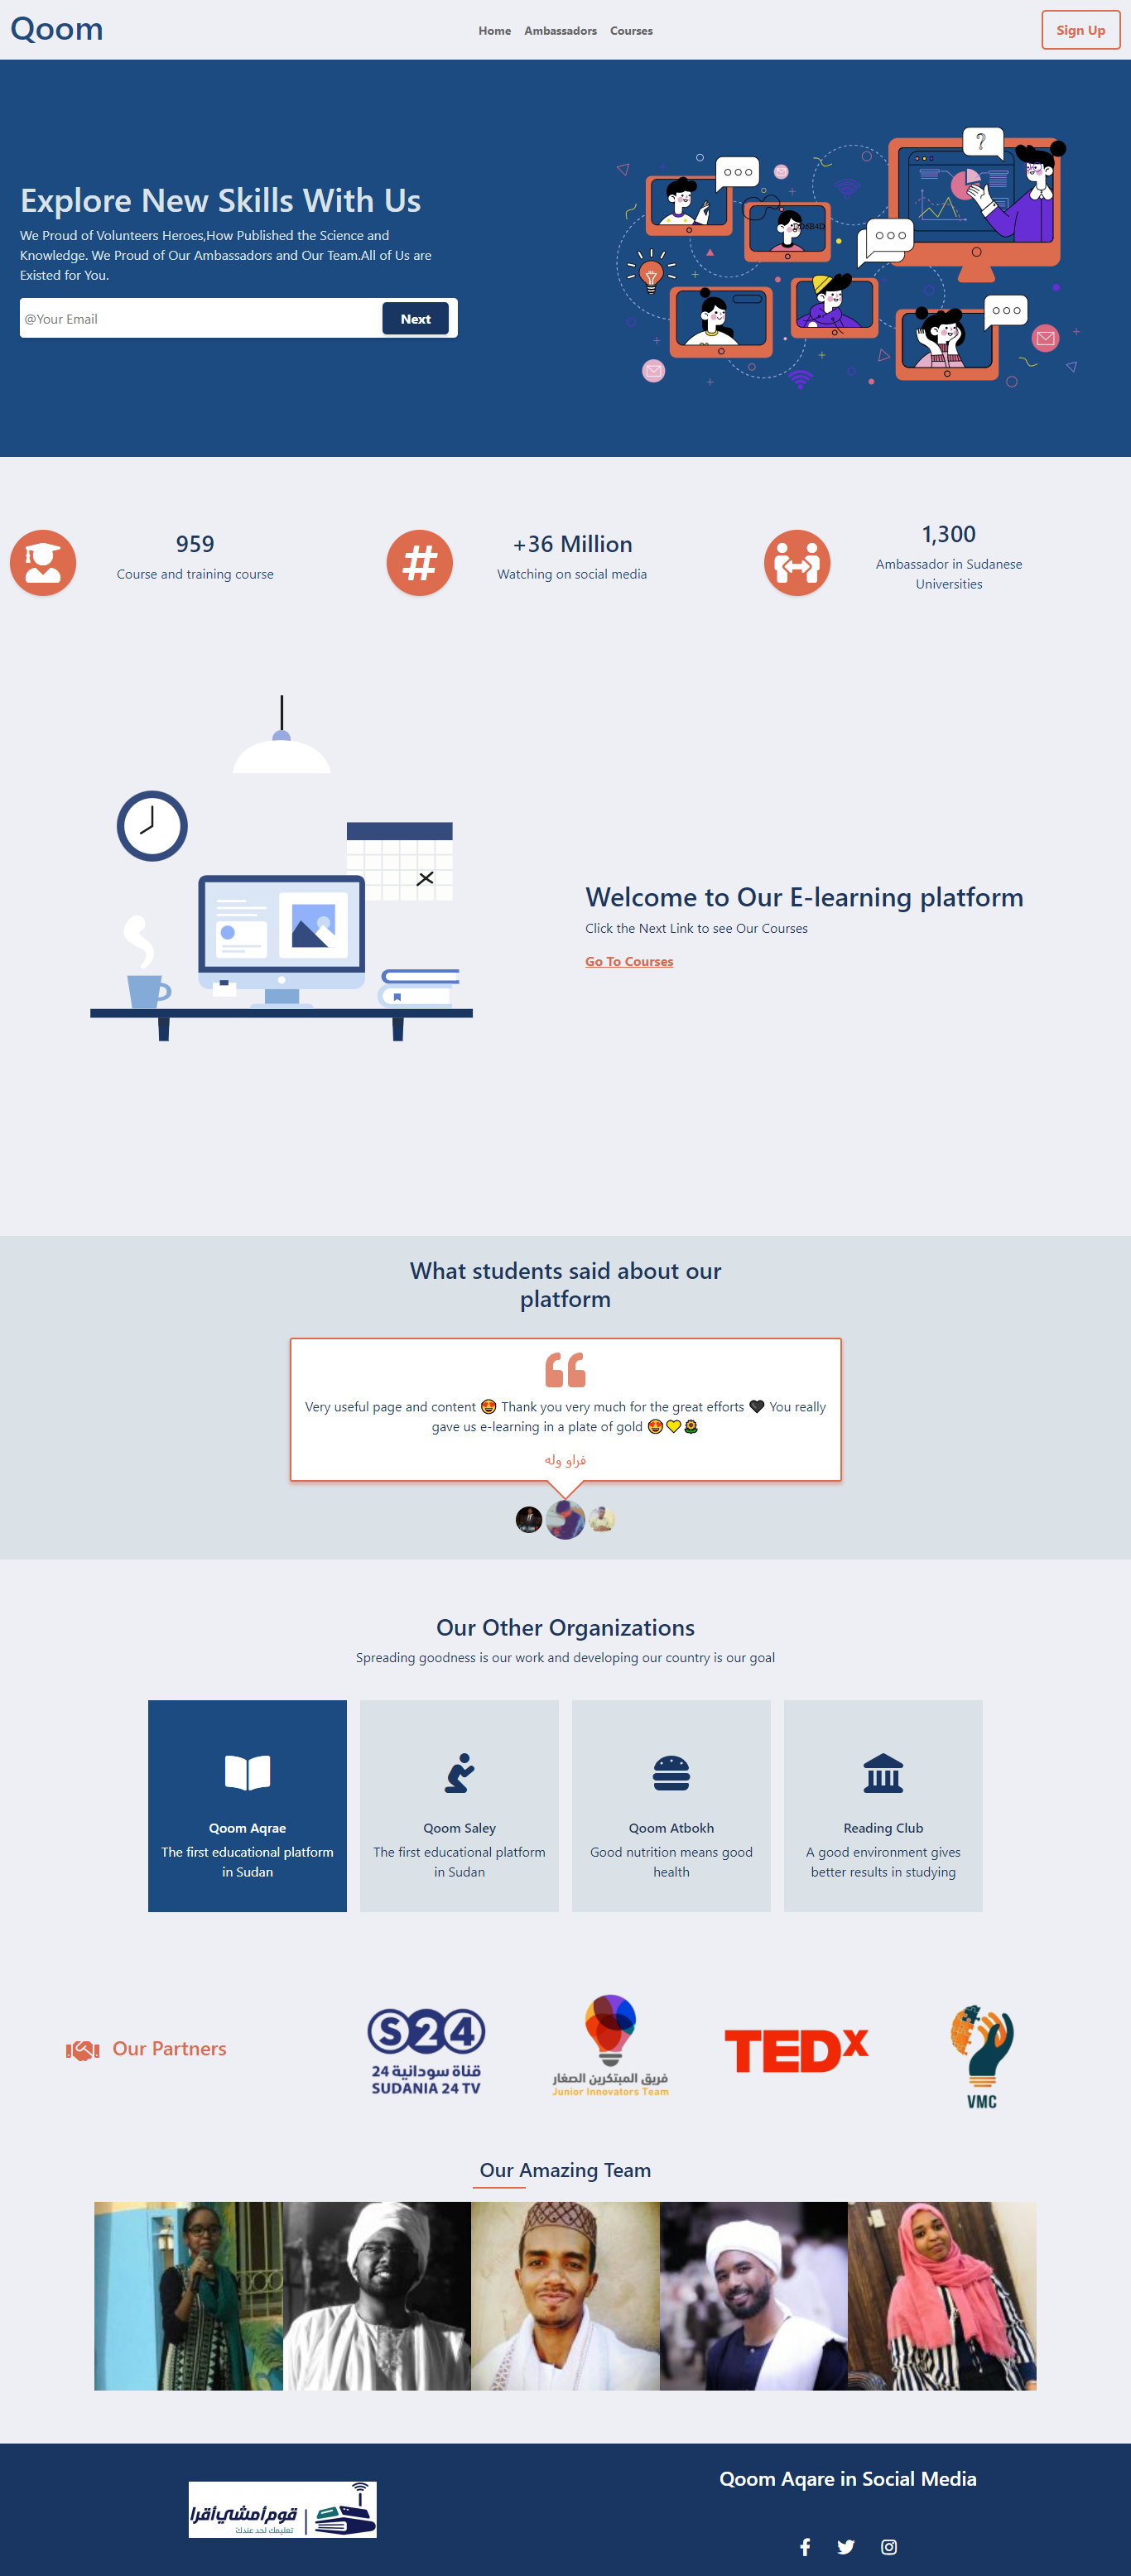 Qoom
Home Ambassadors Courses
Sign Up
?
Explore New Skills With Us
We Proud of Volunteers Heroes,How Published the Science and
Knowledge. We Proud of Our Ambassadors and Our Team.All of Us are
Existed for You.
@Your Email
Next
959
Course and training course
#
+36 Million
Watching on social media
1,300
Ambassador in Sudanese
Universities
Welcome to Our E-learning platform
Click the Next Link to see Our Courses
Go To Courses
What students said about our
platform
Very useful page and content 😍 Thank you very much for the great efforts 🖤 You really
gave us e-learning in a plate of gold 😍💛🌻
فراو وله
Our Other Organizations
Spreading goodness is our work and developing our country is our goal
Qoom Aqrae
The first educational platform
in Sudan
Qoom Saley
The first educational platform
in Sudan
Qoom Atbokh
Good nutrition means good
health
Reading Club
A good environment gives
better results in studying
Our Partners
S24
قناة سودانية 24
SUDANIA 24 TV
فريق المبتكرين الصغار
Junior Innovators Team
TEDx
VMC
Our Amazing Team
قوم امشي اقرا
تعليمك لحد عندك
Qoom Aqare in Social Media